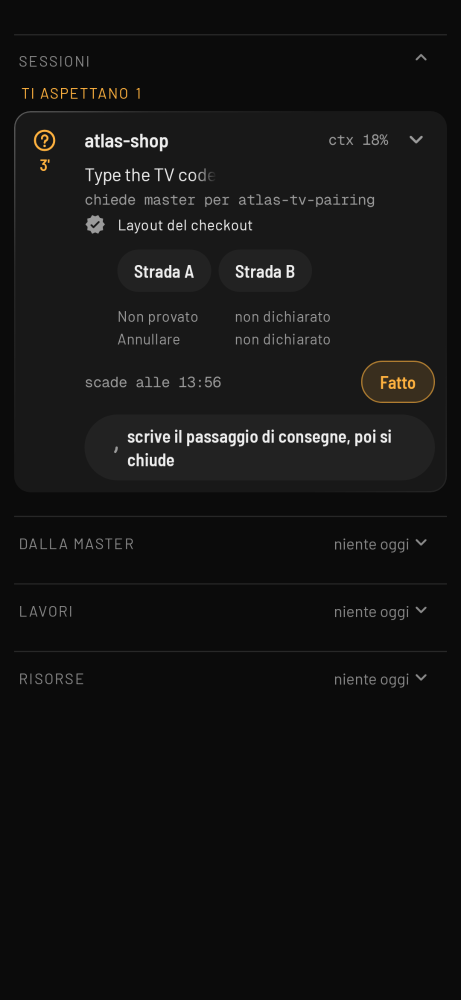 SESSIONI
TI ASPETTANO 1
atlas-shop
ctx 18%
3'
Type the TV code
chiede master per atlas-tv-pairing
Layout del checkout
Strada A
Strada B
Non provato non dichiarato
Annullare non dichiarato
scade alle 13:56
Fatto
, scrive il passaggio di consegne, poi si
chiude
DALLA MASTER niente oggi
LAVORI niente oggi
RISORSE niente oggi